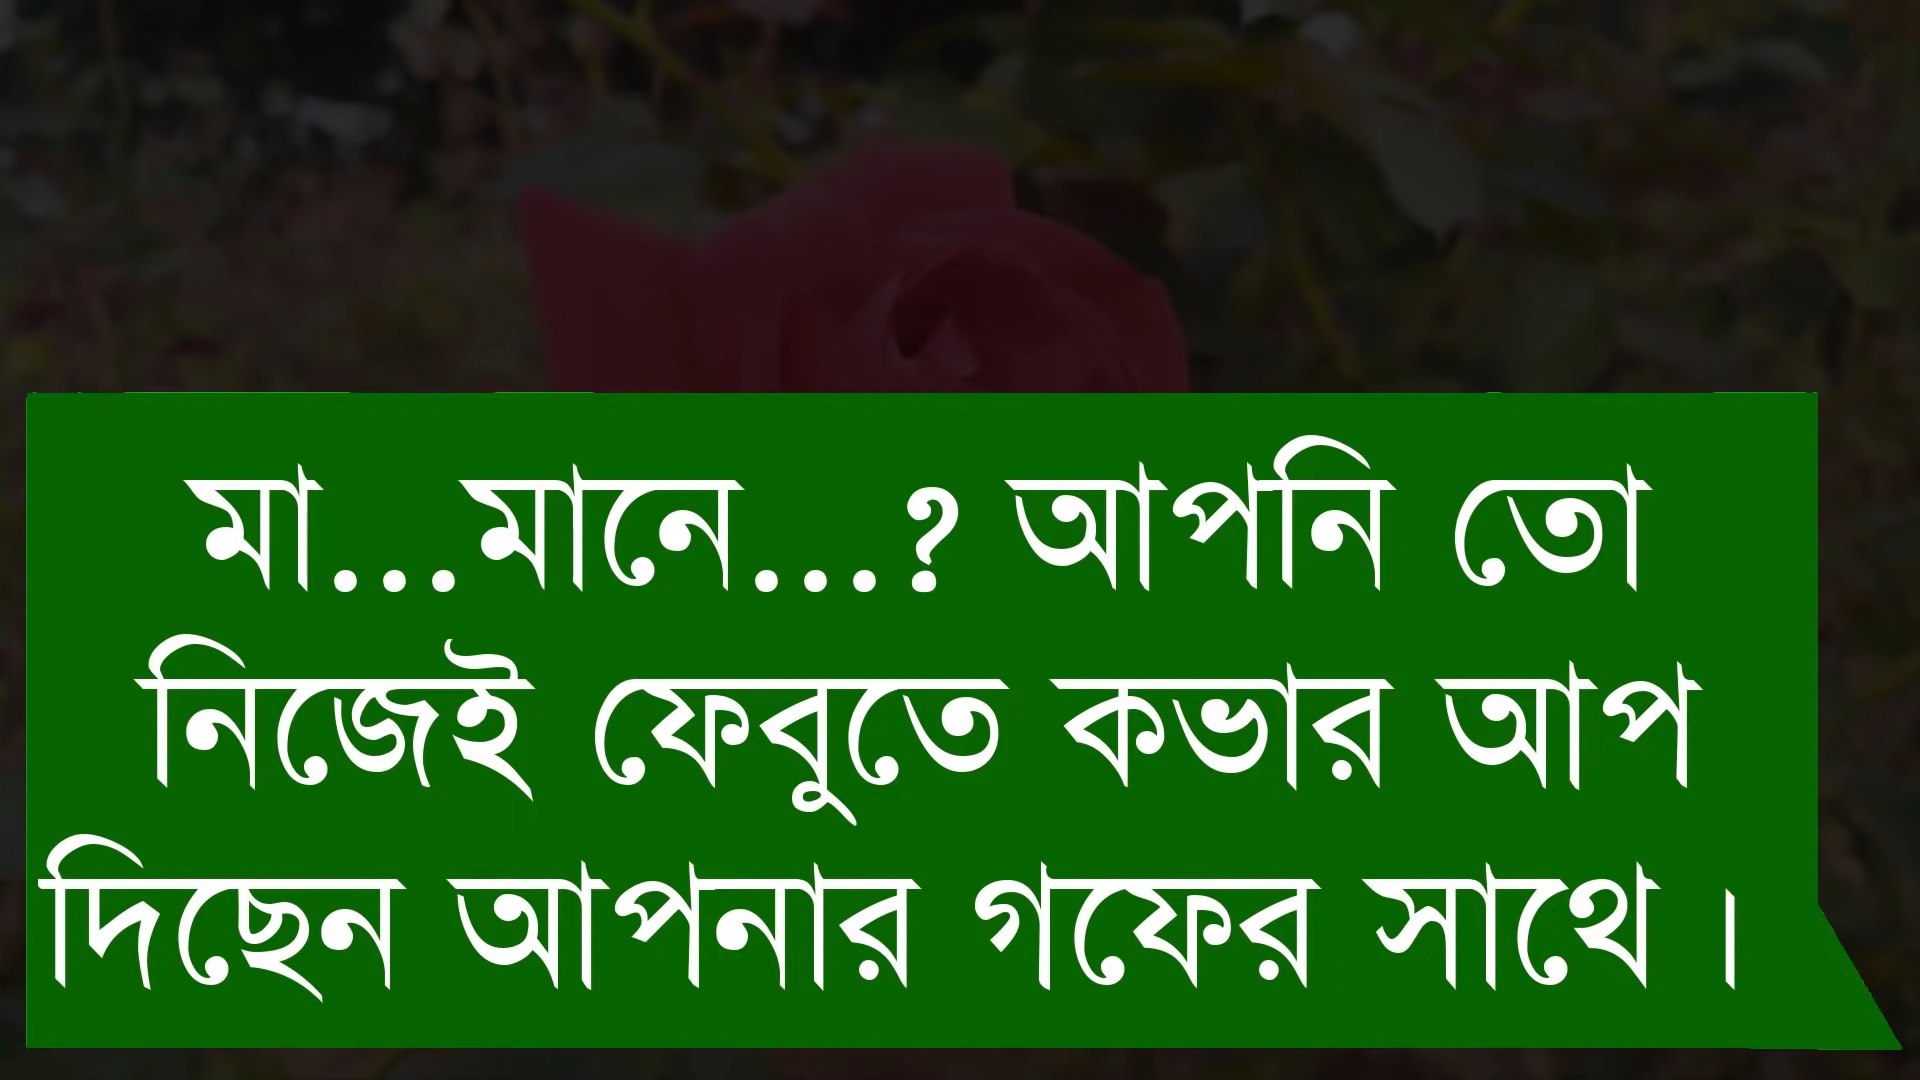 মা...মানে...? আপনি তো
নিজেই ফেবুতে কভার আপ
দিছেন আপনার গফের সাথে ।